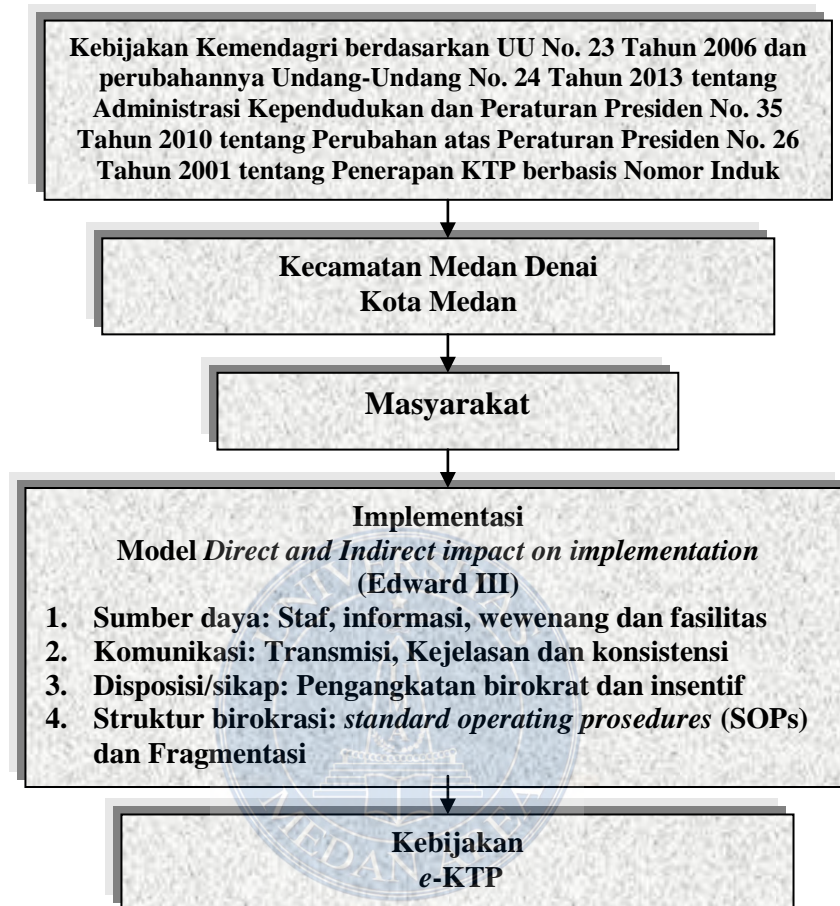 Kebijakan Kemendagri berdasarkan UU No. 23 Tahun 2006 dan
perubahannya Undang-Undang No. 24 Tahun 2013 tentang
Administrasi Kependudukan dan Peraturan Presiden No. 35
Tahun 2010 tentang Perubahan atas Peraturan Presiden No. 26
Tahun 2001 tentang Penerapan KTP berbasis Nomor Induk
Kecamatan Medan Denai
Kota Medan
Masyarakat
Implementasi
Model Direct and Indirect impact on implementation
(Edward III)
1. Sumber daya: Staf, informasi, wewenang dan fasilitas
2. Komunikasi: Transmisi, Kejelasan dan konsistensi
3. Disposisi/sikap: Pengangkatan birokrat dan insentif
4. Struktur birokrasi: standard operating prosedures (SOPs)
dan Fragmentasi
Kebijakan
e-KTP
UNIVERSITAS
MEDAN AREA